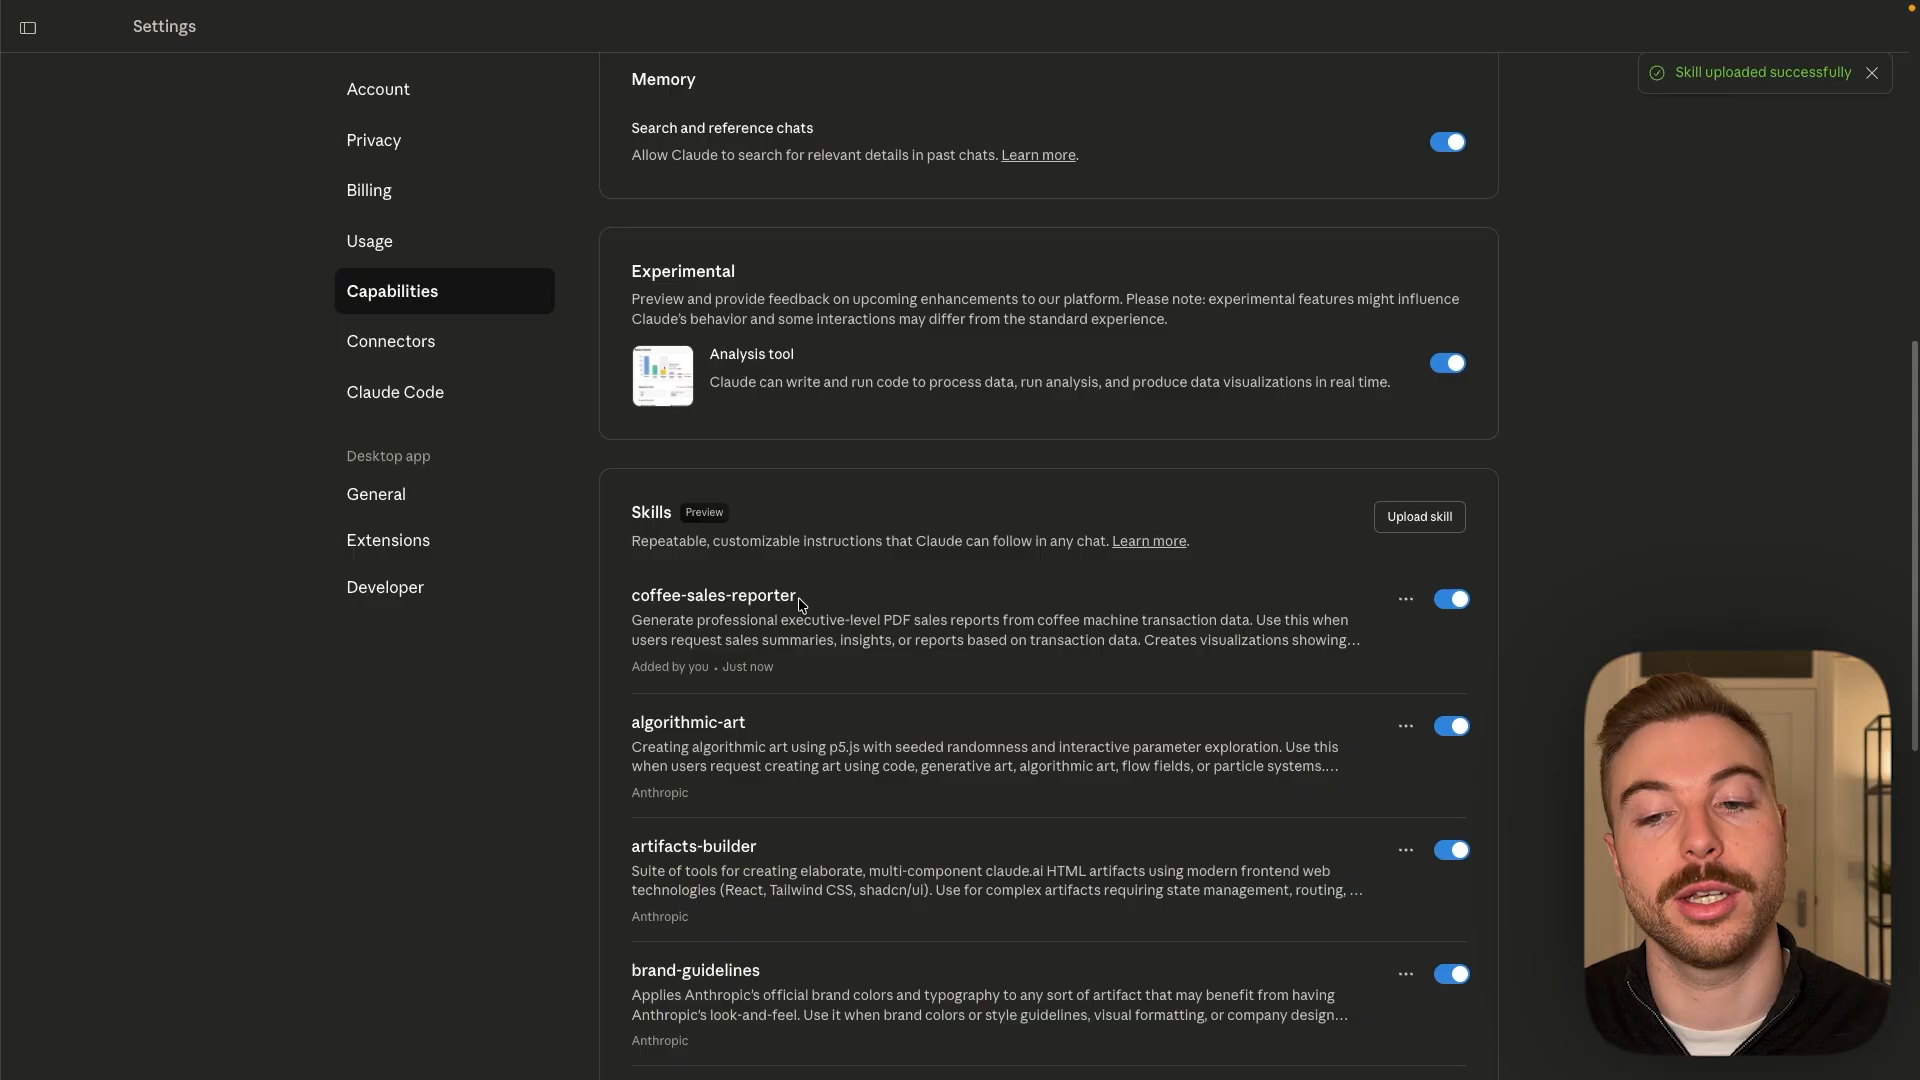 Settings
Skill uploaded successfully
Account
Privacy
Billing
Usage
Capabilities
Connectors
Claude Code
Desktop app
General
Extensions
Developer
Memory
Search and reference chats
Allow Claude to search for relevant details in past chats. Learn more.
Experimental
Preview and provide feedback on upcoming enhancements to our platform. Please note: experimental features might influence
Claude's behavior and some interactions may differ from the standard experience.
Analysis tool
Claude can write and run code to process data, run analysis, and produce data visualizations in real time.
Skills Preview
Upload skill
Repeatable, customizable instructions that Claude can follow in any chat. Learn more.
coffee-sales-reporter
Generate professional executive-level PDF sales reports from coffee machine transaction data. Use this when
users request sales summaries, insights, or reports based on transaction data. Creates visualizations showing...
Added by you • Just now
algorithmic-art
Creating algorithmic art using p5.js with seeded randomness and interactive parameter exploration. Use this
when users request creating art using code, generative art, algorithmic art, flow fields, or particle systems....
Anthropic
artifacts-builder
Suite of tools for creating elaborate, multi-component claude.ai HTML artifacts using modern frontend web
technologies (React, Tailwind CSS, shadcn/ui). Use for complex artifacts requiring state management, routing, ...
Anthropic
brand-guidelines
Applies Anthropic's official brand colors and typography to any sort of artifact that may benefit from having
Anthropic's look-and-feel. Use it when brand colors or style guidelines, visual formatting, or company design...
Anthropic